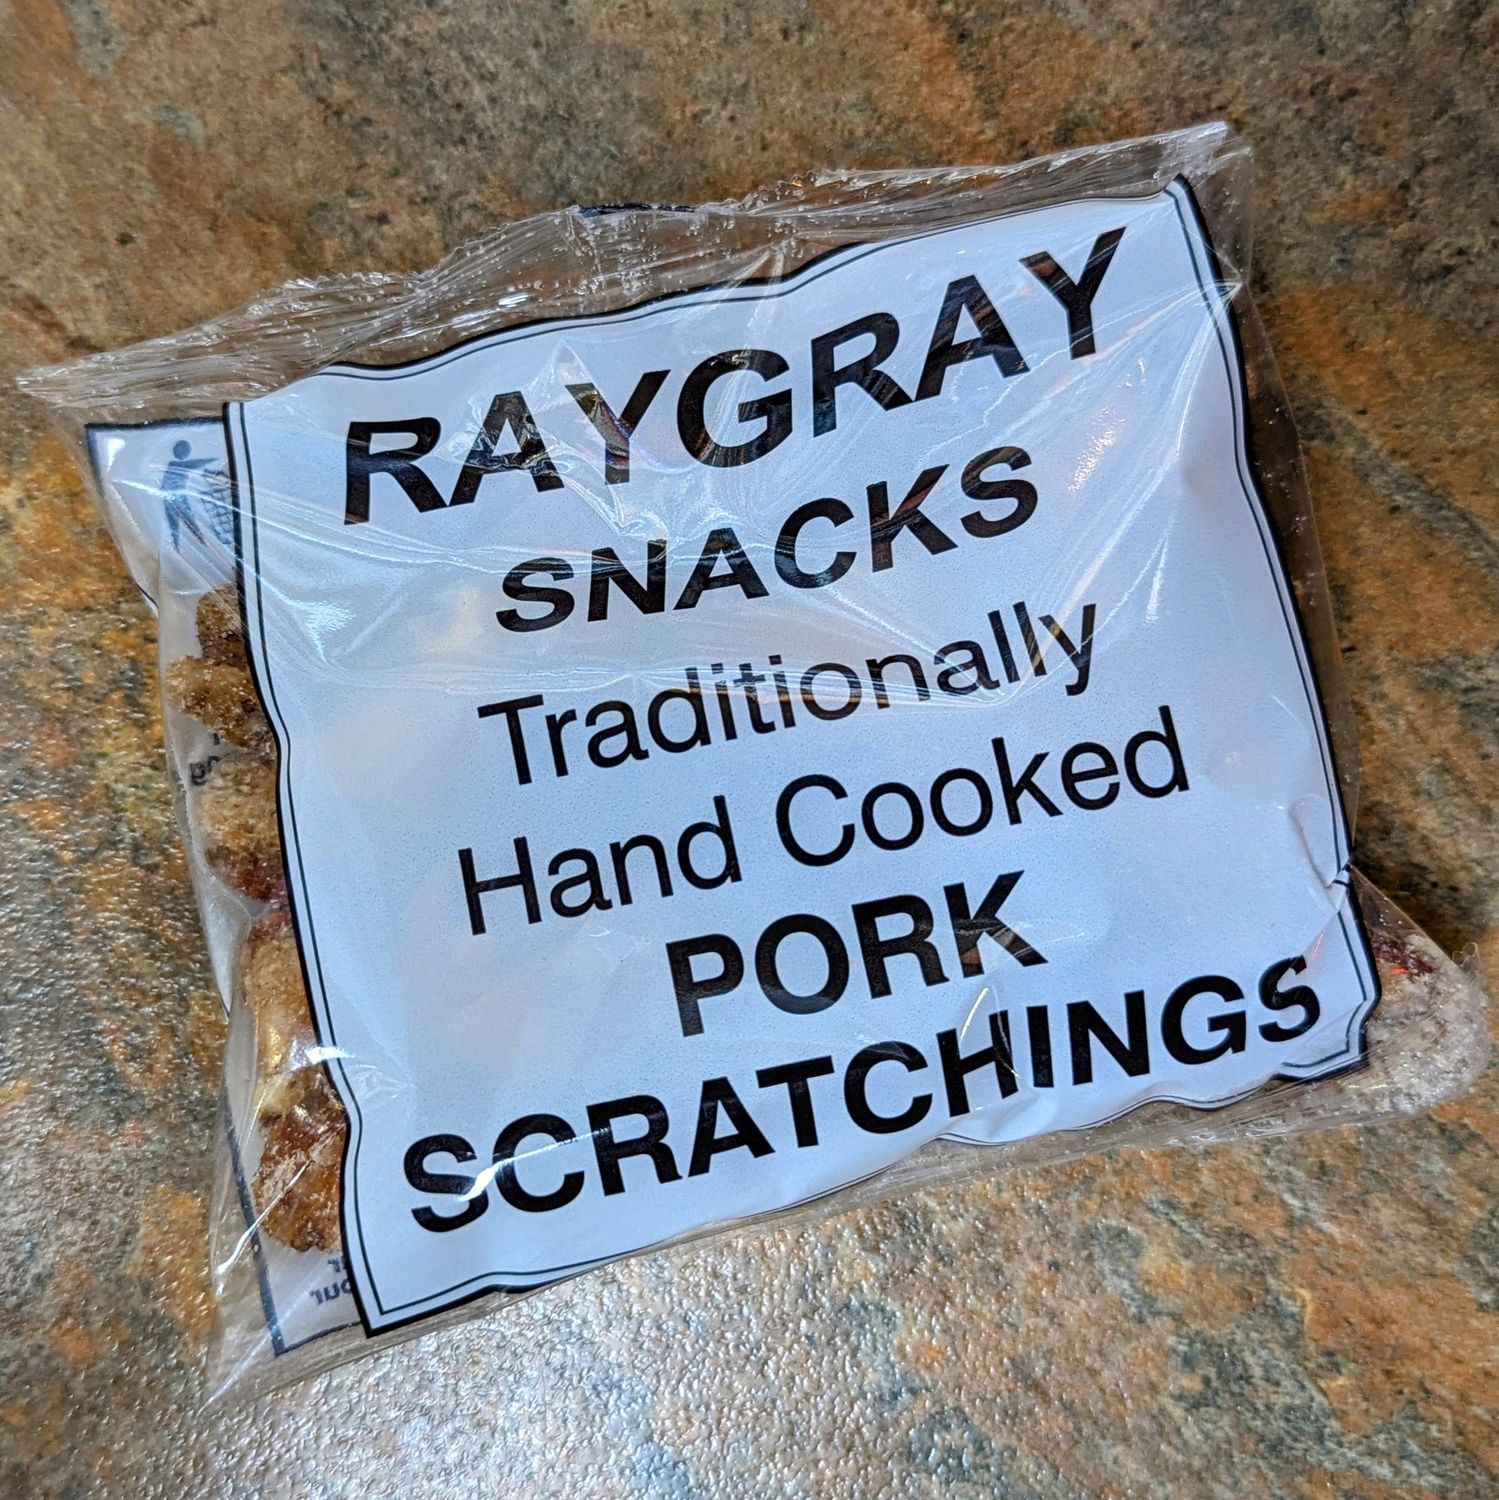 RAYGRAY
SNACKS
Traditionally
Hand Cooked
PORK
SCRATCHINGS